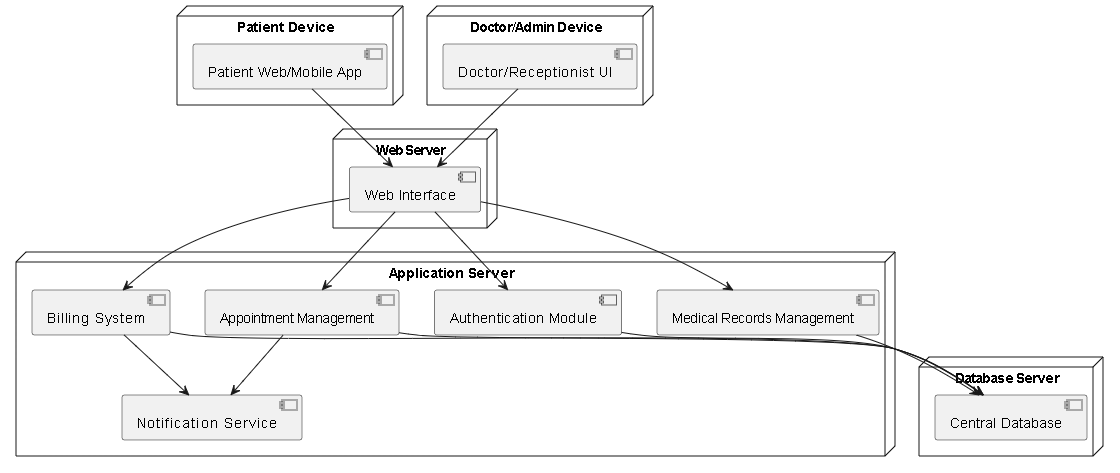 Patient Device
Doctor/Admin Device
Patient Web/Mobile App
Doctor/Receptionist UI
Web Server
Web Interface
Application Server
Billing System
Appointment Management
Authentication Module
Medical Records Management
Database Server
Notification Service
Central Database